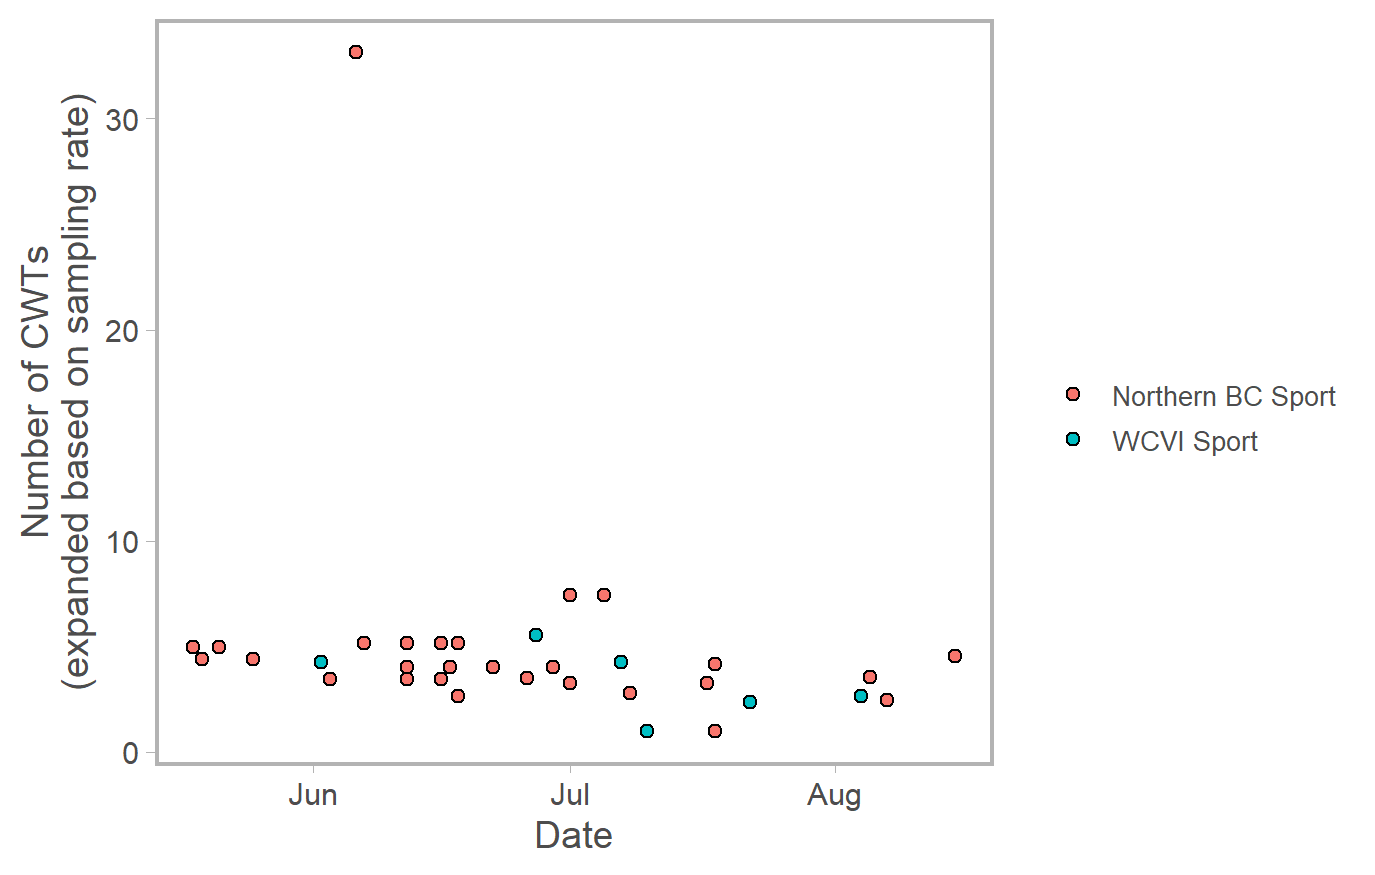 Number of CWTs
(expanded based on sampling rate)
30
20
10
0
Jun Jul Aug
Date
Northern BC Sport
WCVI Sport